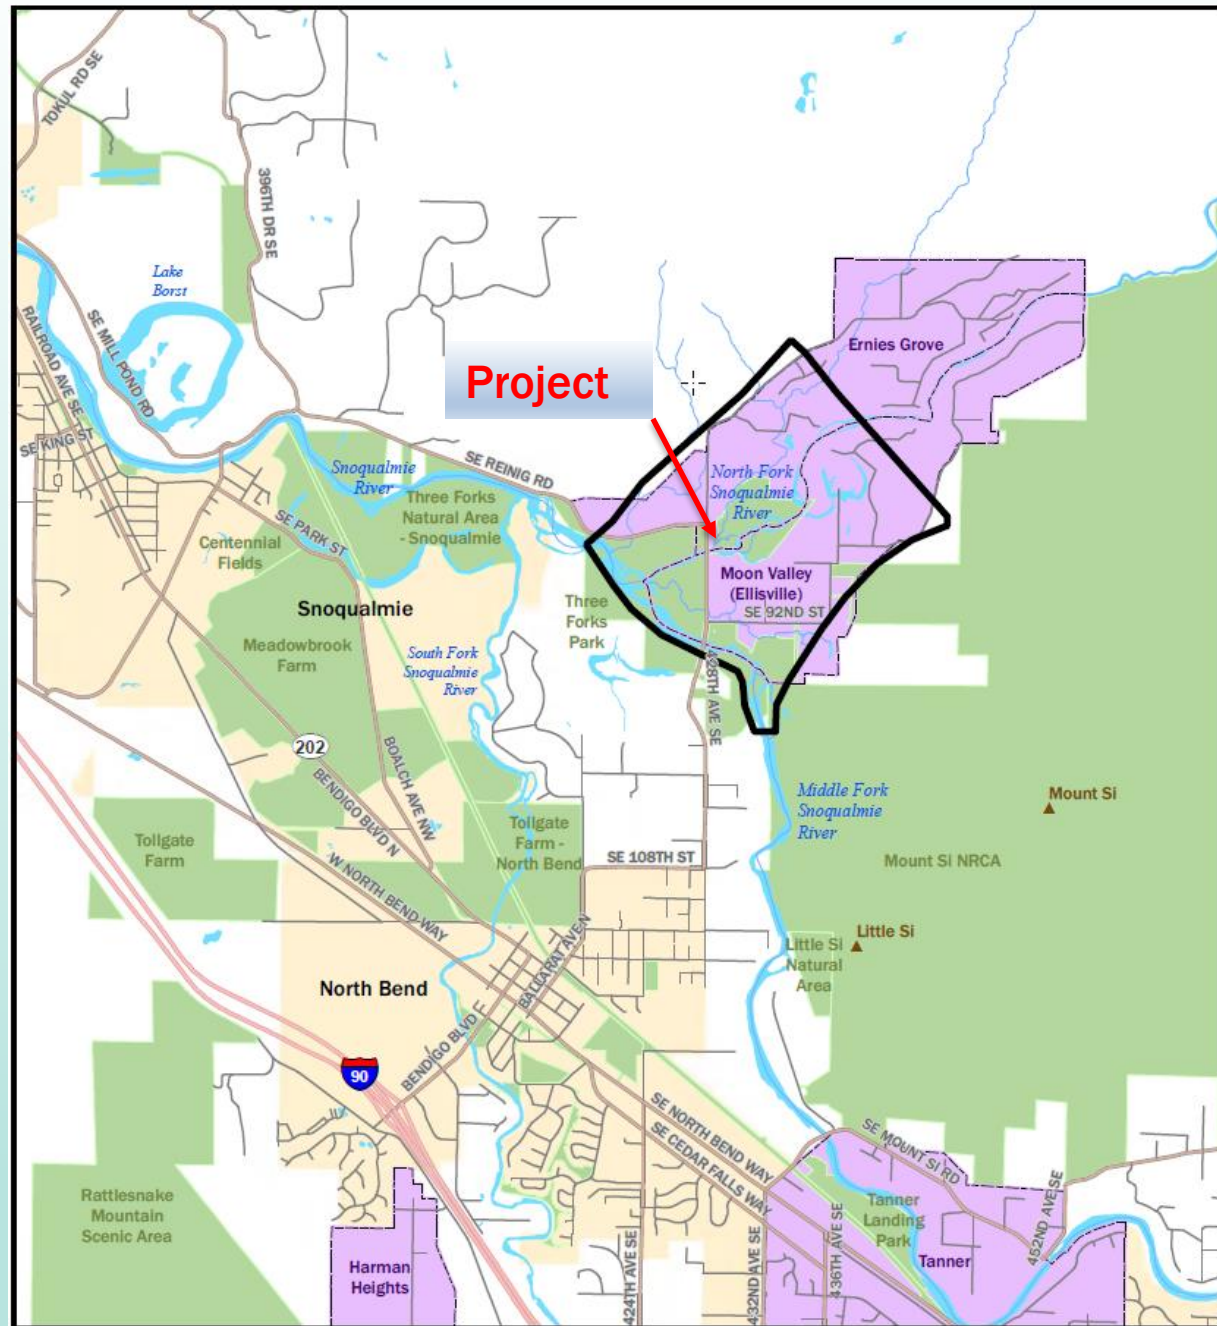 TOKUL RD SE
396TH DR SE
Lake
Borst
RAILROAD AVE SE
SE MILL POND RD
SE KING ST
Project
Ernies Grove
SE REINIG RD
Snoqualmie
River
Three Forks
Natural Area
- Snoqualmie
North Fork
Snoqualmie
River
SE PARK ST
Centennial
Fields
Moon Valley
(Ellisville)
SE 92ND ST
Snoqualmie
Three
Forks
Park
Meadowbrook
Farm
South Fork
Snoqualmie
River
428TH AVE SE
202
BOALCH AVE NW
BENDIGO BLVD N
Middle Fork
Snoqualmie
River
Mount Si
Tollgate
Farm
Tollgate
Farm -
North Bend
SE 108TH ST
Mount Si NRCA
W NORTH BEND WAY
BALLARAT AVE N
Little Si
Little Si
Natural
Area
North Bend
BENDIGO BLVD
90
SE NORTH BEND WAY
SE CEDAR FALLS WAY
SE MOUNT SI RD
Rattlesnake
Mountain
Scenic Area
Tanner
Landing
Park
452ND AVE SE
436TH AVE SE
Tanner
Harman
Heights
424TH AVE SE
432ND AVE SE